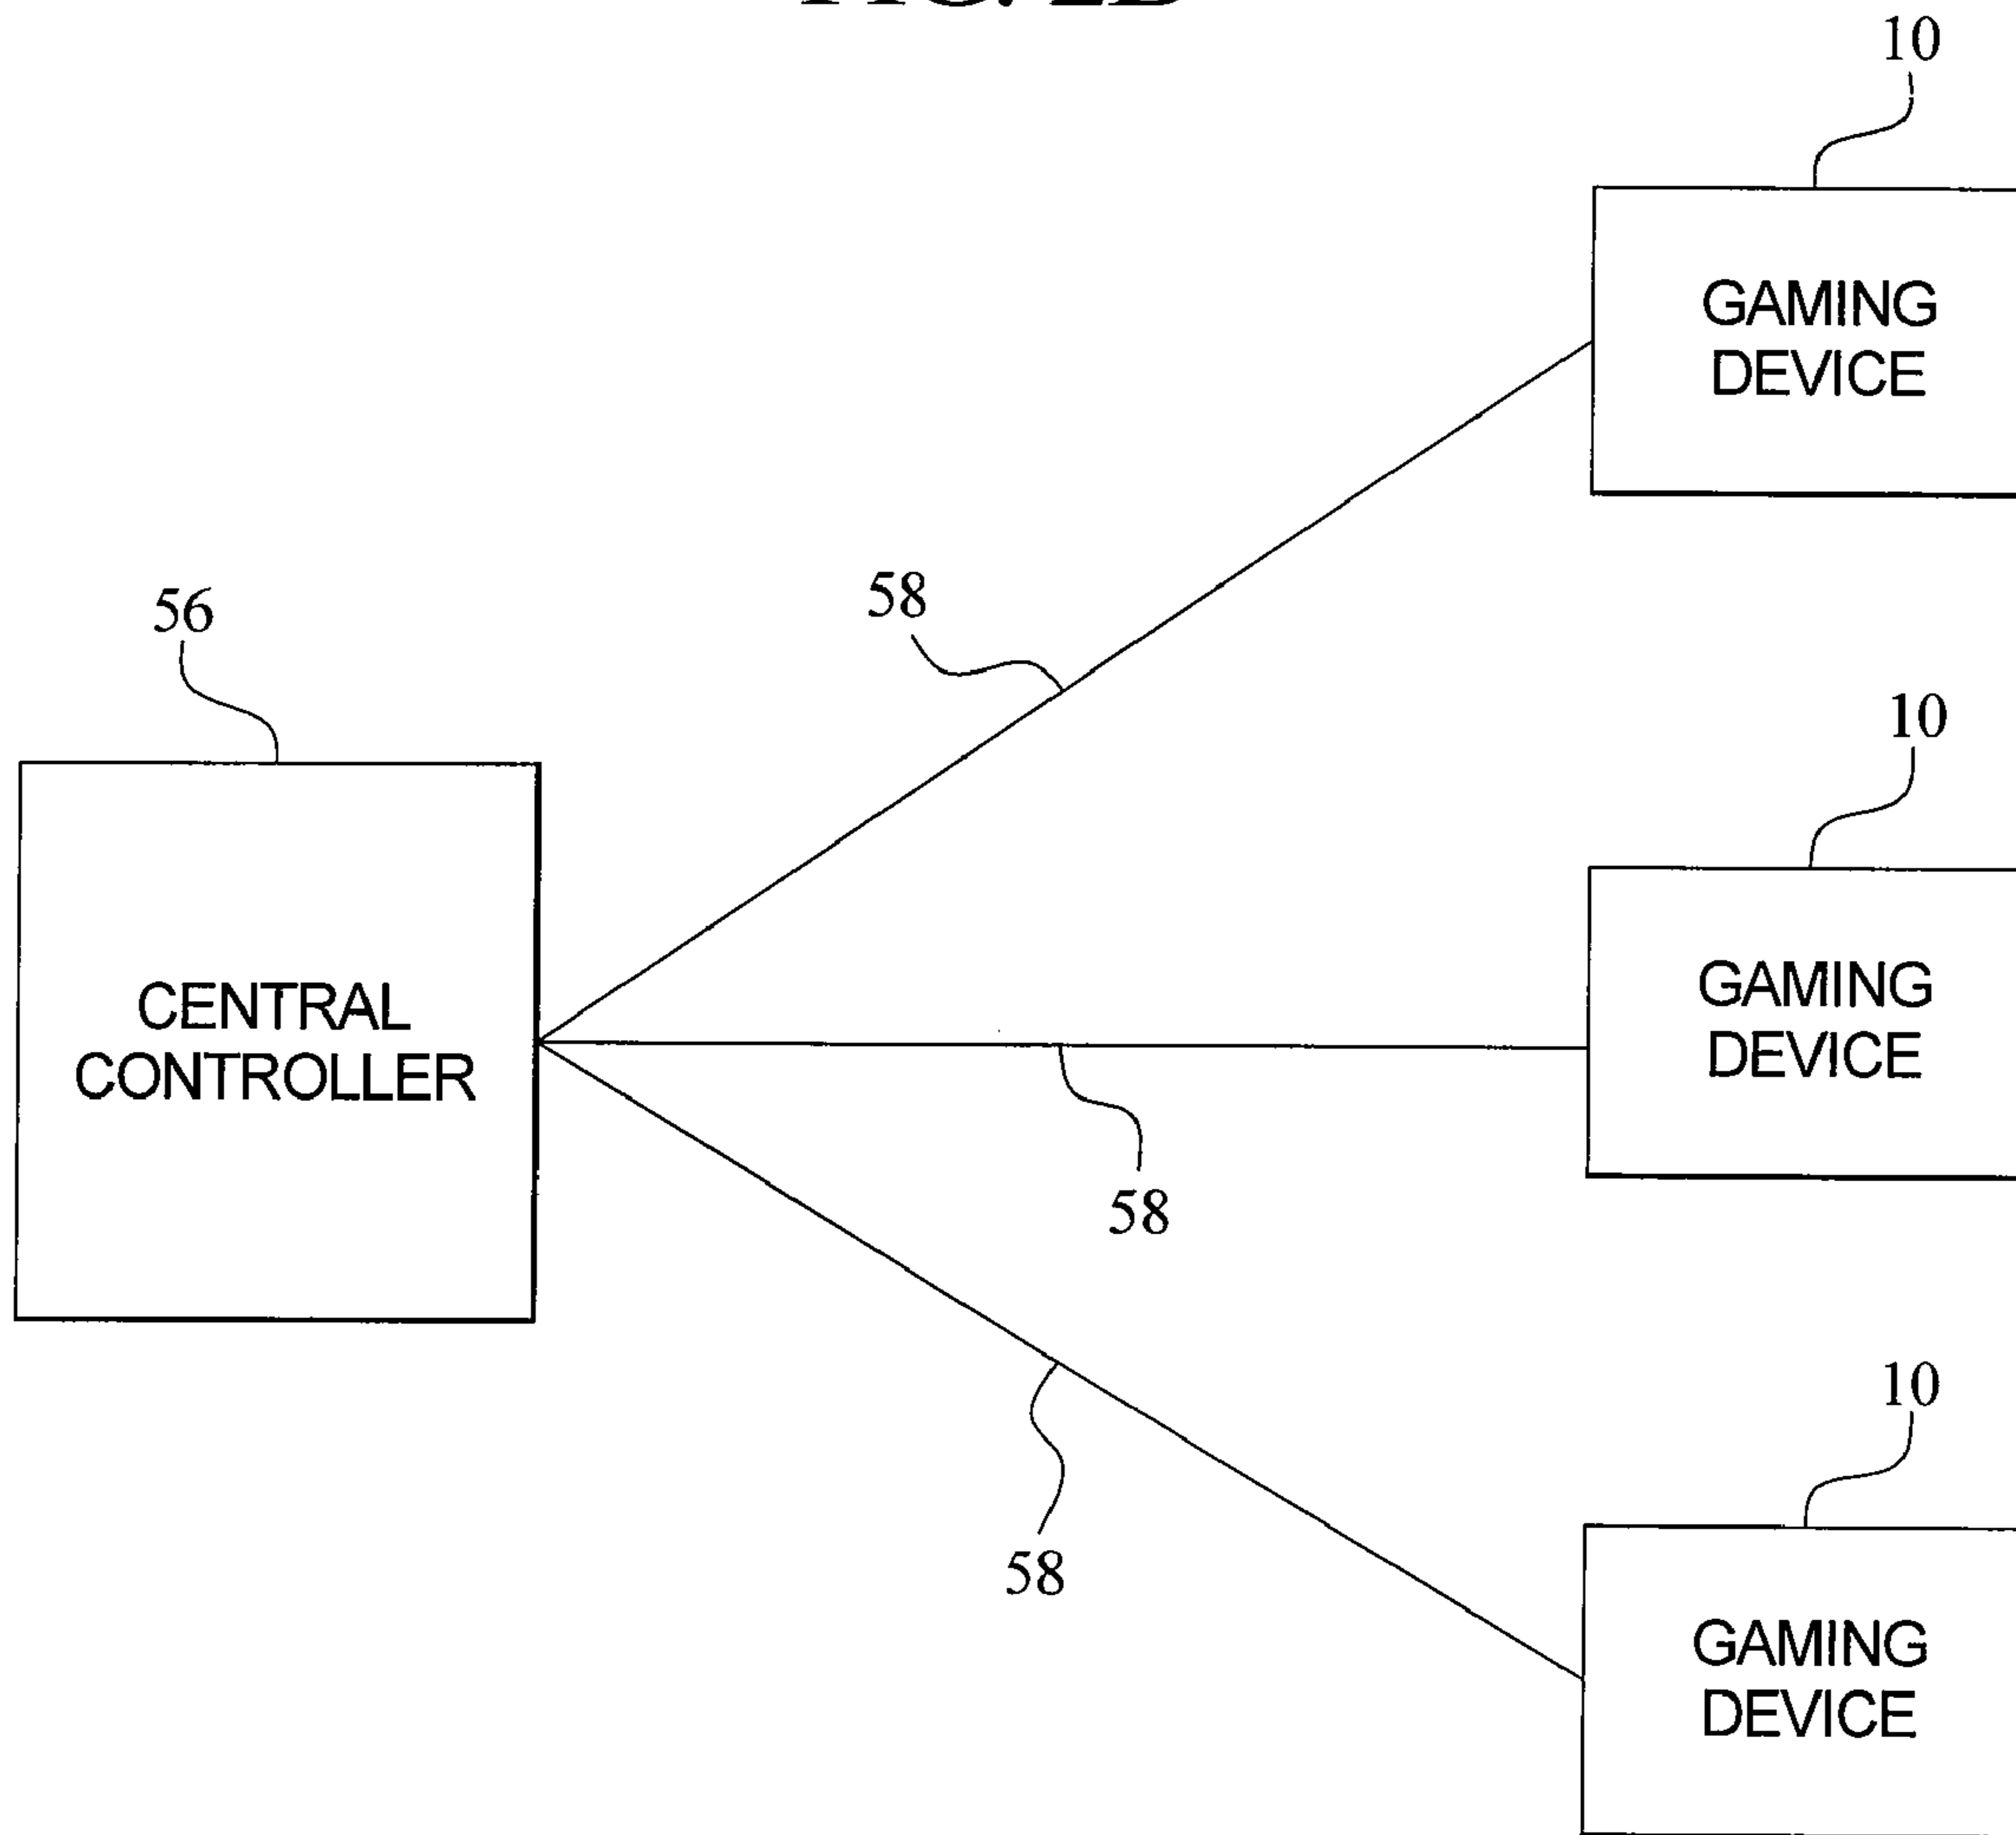 10
GAMING
DEVICE
58
56
10
CENTRAL
CONTROLLER
GAMING
DEVICE
58
10
58
GAMING
DEVICE